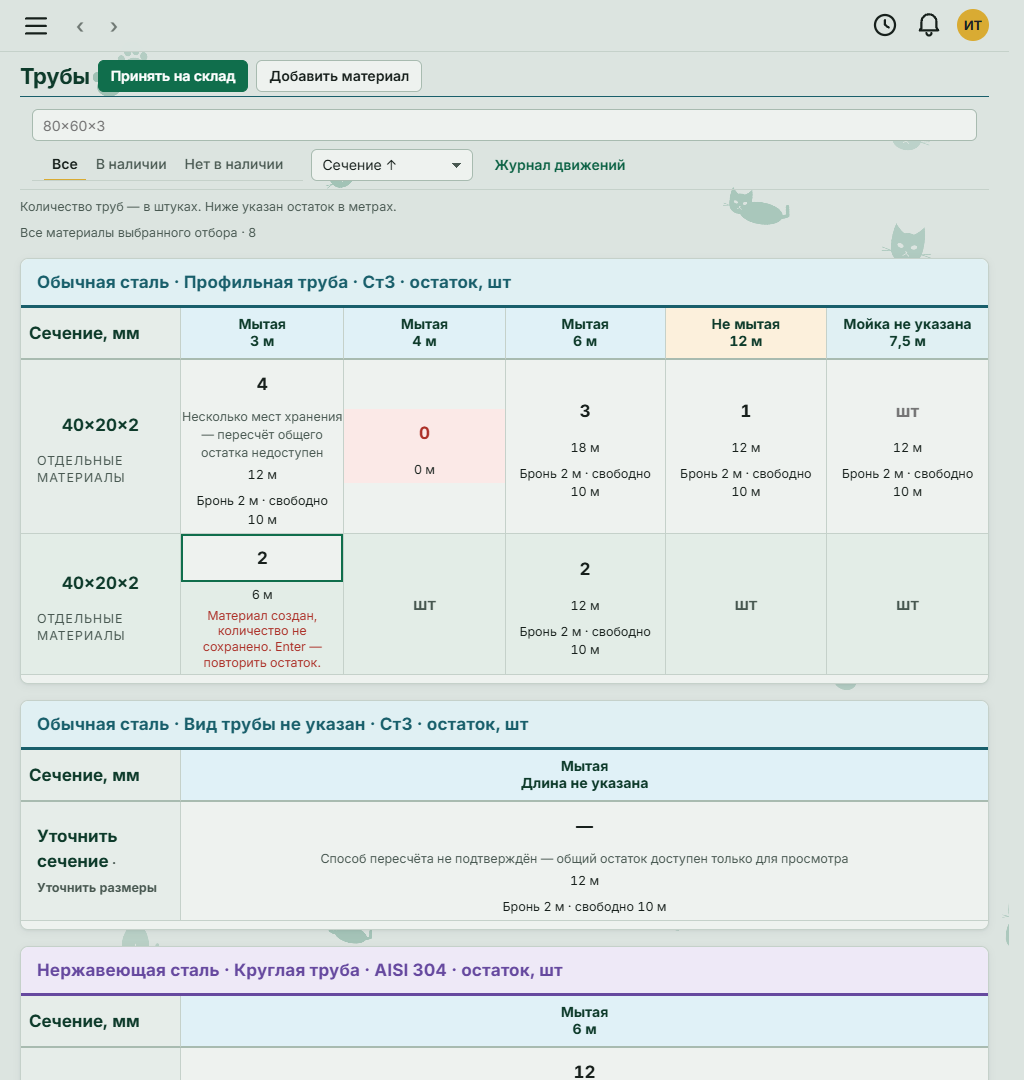 ИТ
Трубы
Принять на склад
Добавить материал
80×60×3
Все
В наличии
Нет в наличии
Сечение ↑
Журнал движений
Количество труб — в штуках. Ниже указан остаток в метрах.
Все материалы выбранного отбора · 8
Обычная сталь · Профильная труба · Ст3 · остаток, шт
Сечение, мм
Мытая
3 м
Мытая
4 м
Мытая
6 м
Не мытая
12 м
Мойка не указана
7,5 м
40×20×2
ОТДЕЛЬНЫЕ
МАТЕРИАЛЫ
4
Несколько мест хранения
— пересчёт общего
остатка недоступен
12 м
Бронь 2 м · свободно
10 м
0
0 м
3
18 м
Бронь 2 м · свободно
10 м
1
12 м
Бронь 2 м · свободно
10 м
шт
12 м
Бронь 2 м · свободно
10 м
40×20×2
ОТДЕЛЬНЫЕ
МАТЕРИАЛЫ
2
6 м
Материал создан,
количество не
сохранено. Enter —
повторить остаток.
шт
2
12 м
Бронь 2 м · свободно
10 м
шт
шт
Обычная сталь · Вид трубы не указан · Ст3 · остаток, шт
Сечение, мм
Мытая
Длина не указана
Уточнить
сечение ·
Уточнить размеры
—
Способ пересчёта не подтверждён — общий остаток доступен только для просмотра
12 м
Бронь 2 м · свободно 10 м
Нержавеющая сталь · Круглая труба · AISI 304 · остаток, шт
Сечение, мм
Мытая
6 м
12